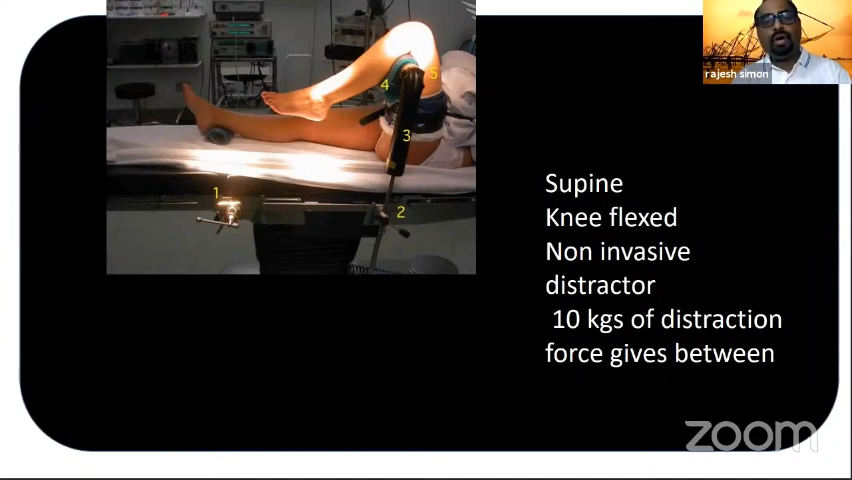 rajesh simon
5
4
3
1
2
Supine
Knee flexed
Non invasive
distractor
10 kgs of distraction
force gives between
zoom